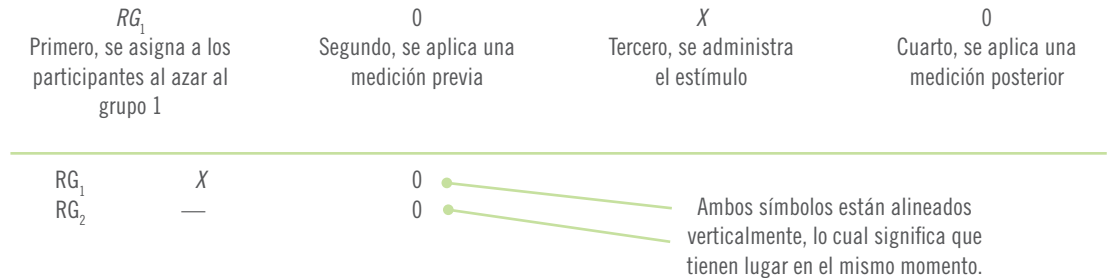 RG₁
Primero, se asigna a los
participantes al azar al
grupo 1
0
Segundo, se aplica una
medición previa
X
Tercero, se administra
el estímulo
0
Cuarto, se aplica una
medición posterior
RG₁ X 0
RG₂ — 0
Ambos símbolos están alineados
verticalmente, lo cual significa que
tienen lugar en el mismo momento.